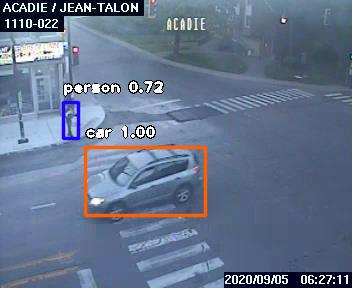 ACADIE / JEAN-TALON
1110-022
ACADIE
person 0.72
car 1.00
2020/09/05 06:27:11